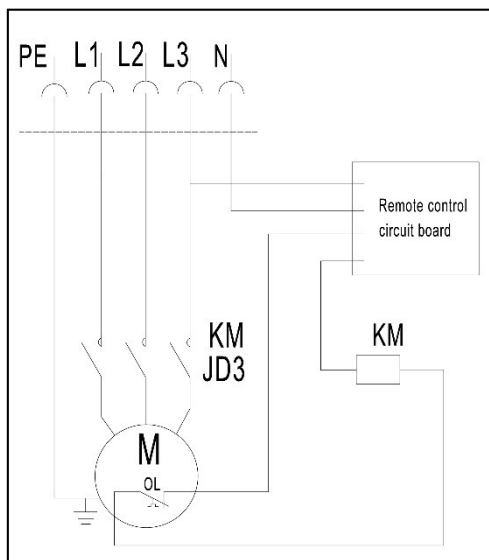 PE L1 L2 L3 N
Remote control
circuit board
KM
JD3
KM
M
OL